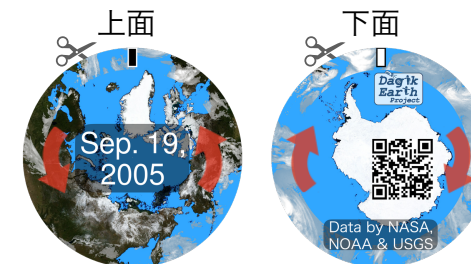 上面
下面
Sep. 19,
2005
Dagik
Earth
Project
Data by NASA,
NOAA & USGS